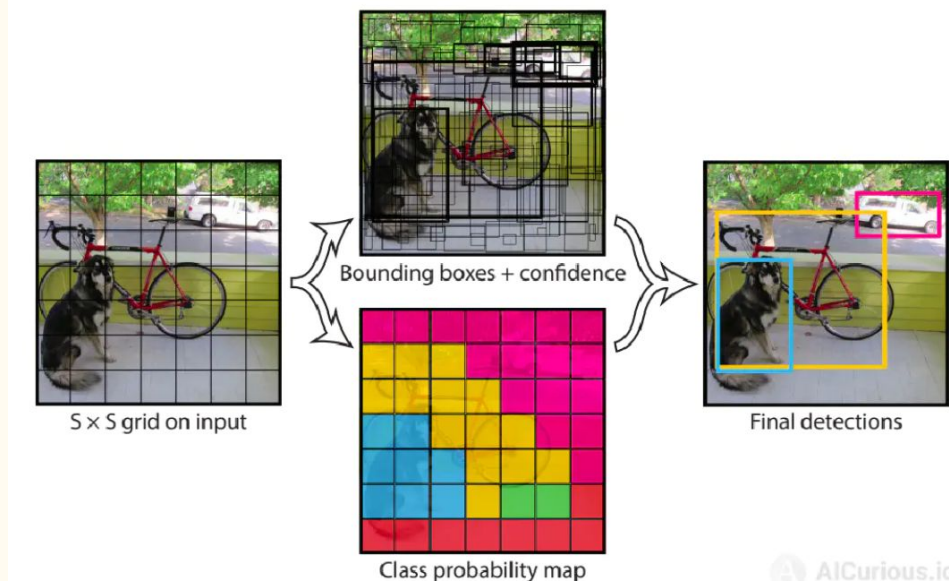 Bounding boxes + confidence
S × S grid on input
Final detections
Class probability map
AICurious.io